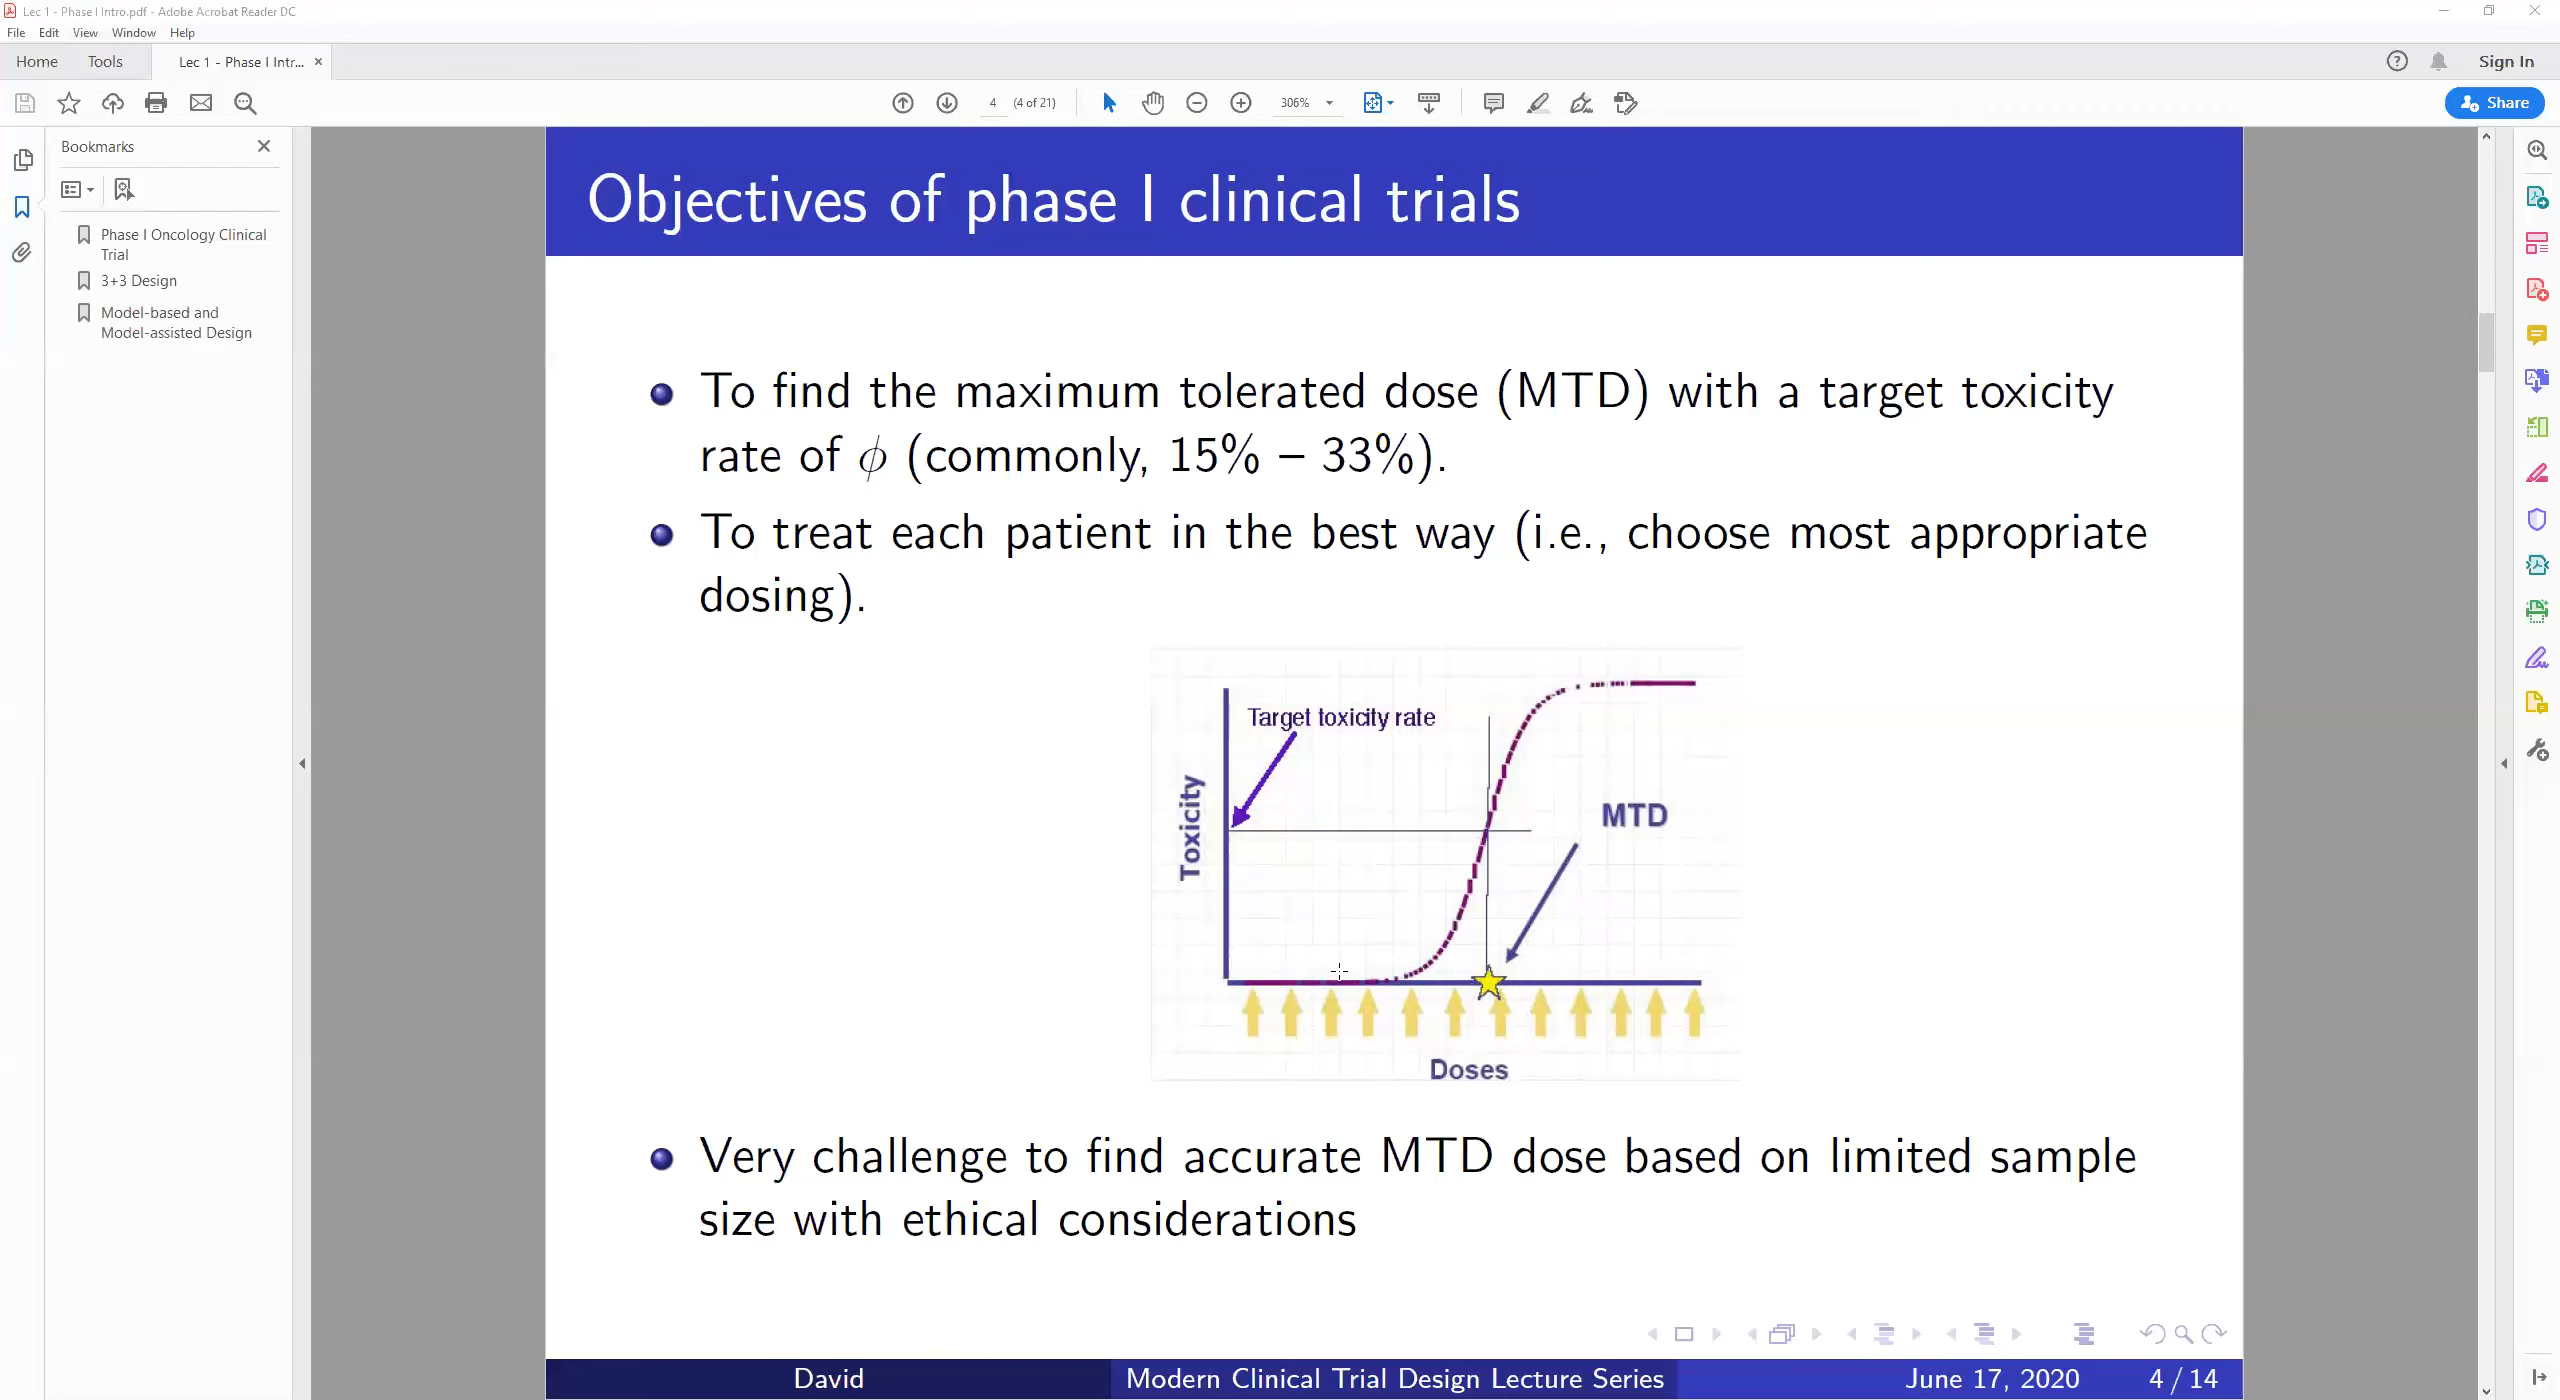 Lec 1 - Phase I Intro.pdf - Adobe Acrobat Reader DC
File Edit View Window Help
Home Tools Lec 1 - Phase I Intr... × Sign In
4 (4 of 21) 306% Share
Bookmarks
Phase I Oncology Clinical
Trial
3+3 Design
Model-based and
Model-assisted Design
Objectives of phase I clinical trials
To find the maximum tolerated dose (MTD) with a target toxicity
rate of ϕ (commonly, 15% – 33%).
To treat each patient in the best way (i.e., choose most appropriate
dosing).
Target toxicity rate
Toxicity
MTD
Doses
Very challenge to find accurate MTD dose based on limited sample
size with ethical considerations
David Modern Clinical Trial Design Lecture Series June 17, 2020 4 / 14